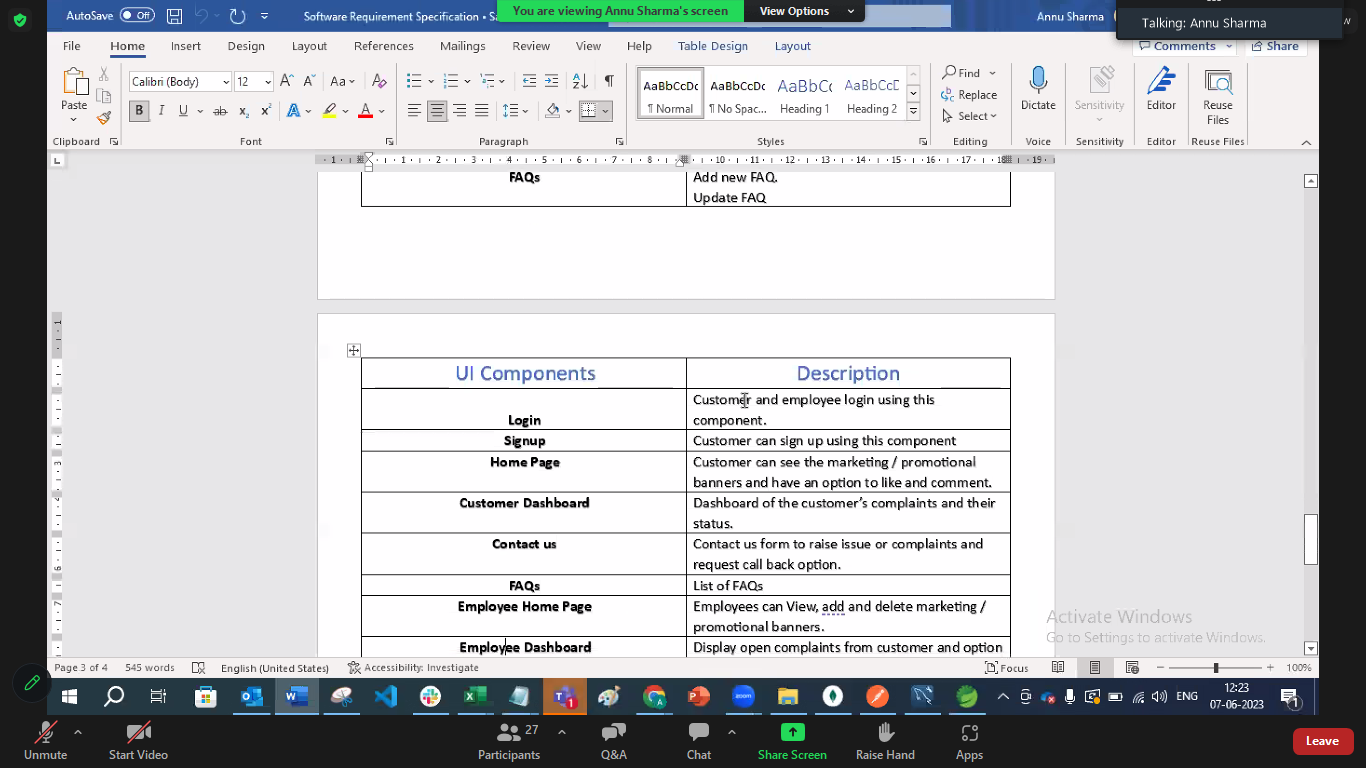 AutoSave Off
Software Requirement Specification
You are viewing Annu Sharma's screen
View Options
Annu Sharma
Talking: Annu Sharma
File Home Insert Design Layout References Mailings Review View Help Table Design Layout
Comments Share
Calibri (Body) 12
Paste
AaBbCcDc AaBbCcDc AaBbCc AaBbCcE
¶ Normal ¶ No Spac... Heading 1 Heading 2
Find
Replace
Select
Dictate
Sensitivity
Editor
Reuse Files
Clipboard Font Paragraph Styles Editing Voice Sensitivity Editor Reuse Files
FAQs
Add new FAQ.
Update FAQ
UI Components Description
Customer and employee login using this
Login component.
Signup Customer can sign up using this component
Home Page Customer can see the marketing / promotional
banners and have an option to like and comment.
Customer Dashboard Dashboard of the customer's complaints and their
status.
Contact us Contact us form to raise issue or complaints and
request call back option.
FAQs List of FAQs
Employee Home Page Employees can View, add and delete marketing /
promotional banners.
Employee Dashboard Display open complaints from customer and option
Activate Windows
Go to Settings to activate Windows.
Page 3 of 4 545 words English (United States) Accessibility: Investigate Focus 100%
ENG
12:23
07-06-2023
Unmute Start Video Participants 27 Q&A Chat Share Screen Raise Hand Apps Leave